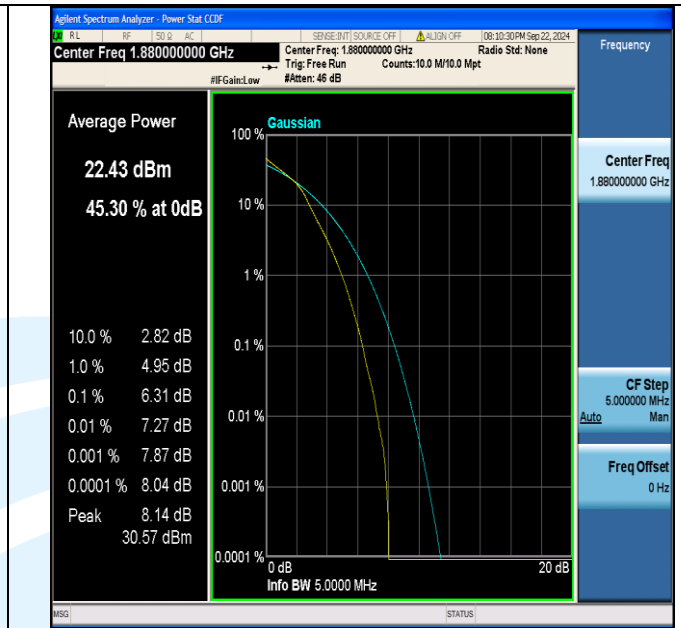 Agilent Spectrum Analyzer - Power Stat CCDF
RL RF 50 Ω AC SENSE:INT SOURCE OFF ALIGN OFF 08:10:30PM Sep 22, 2024
Center Freq 1.880000000 GHz
Center Freq: 1.880000000 GHz Radio Std: None
Trig: Free Run Counts:10.0 M/10.0 Mpt
#IFGain:Low #Atten: 46 dB
Frequency
Average Power
22.43 dBm
45.30 % at 0dB
10.0 % 2.82 dB
1.0 % 4.95 dB
0.1 % 6.31 dB
0.01 % 7.27 dB
0.001 % 7.87 dB
0.0001 % 8.04 dB
Peak 8.14 dB
30.57 dBm
Gaussian
100 %
10 %
1 %
0.1 %
0.01 %
0.001 %
0.0001 %
0 dB 20 dB
Info BW 5.0000 MHz
Center Freq
1.880000000 GHz
CF Step
5.000000 MHz
Auto Man
Freq Offset
0 Hz
MSG STATUS